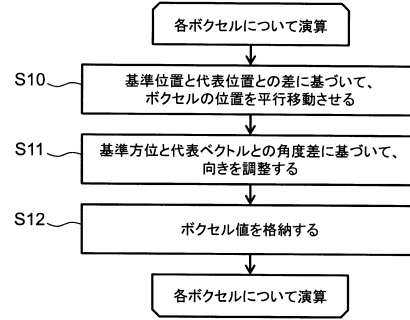 各ボクセルについて演算
S10
基準位置と代表位置との差に基づいて、
ボクセルの位置を平行移動させる
S11
基準方位と代表ベクトルとの角度差に基づいて、
向きを調整する
S12
ボクセル値を格納する
各ボクセルについて演算